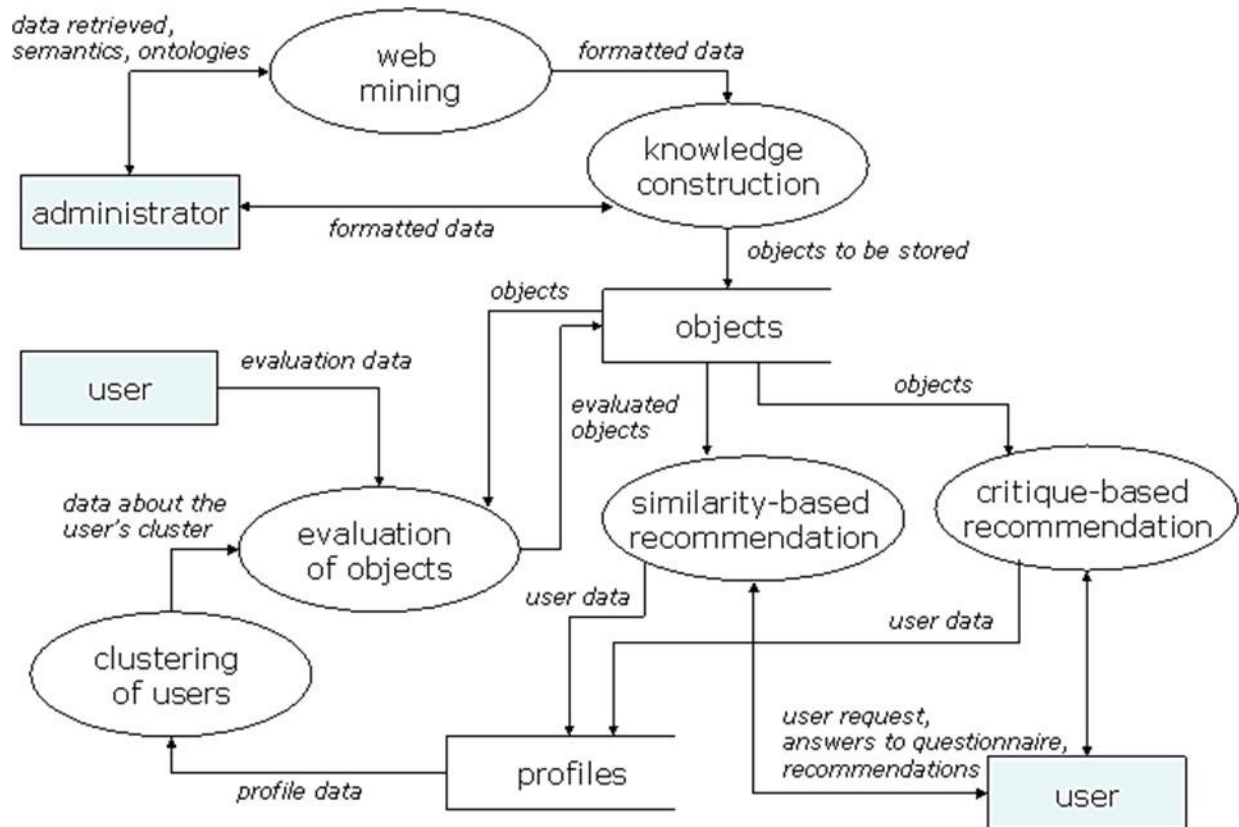 data retrieved,
semantics, ontologies
web
mining
formatted data
knowledge
construction
administrator
formatted data
objects to be stored
objects
objects
user
evaluation data
evaluated
objects
objects
data about the
user's cluster
evaluation
of objects
similarity-based
recommendation
critique-based
recommendation
user data
user data
clustering
of users
user request,
answers to questionnaire,
recommendations
profiles
profile data
user